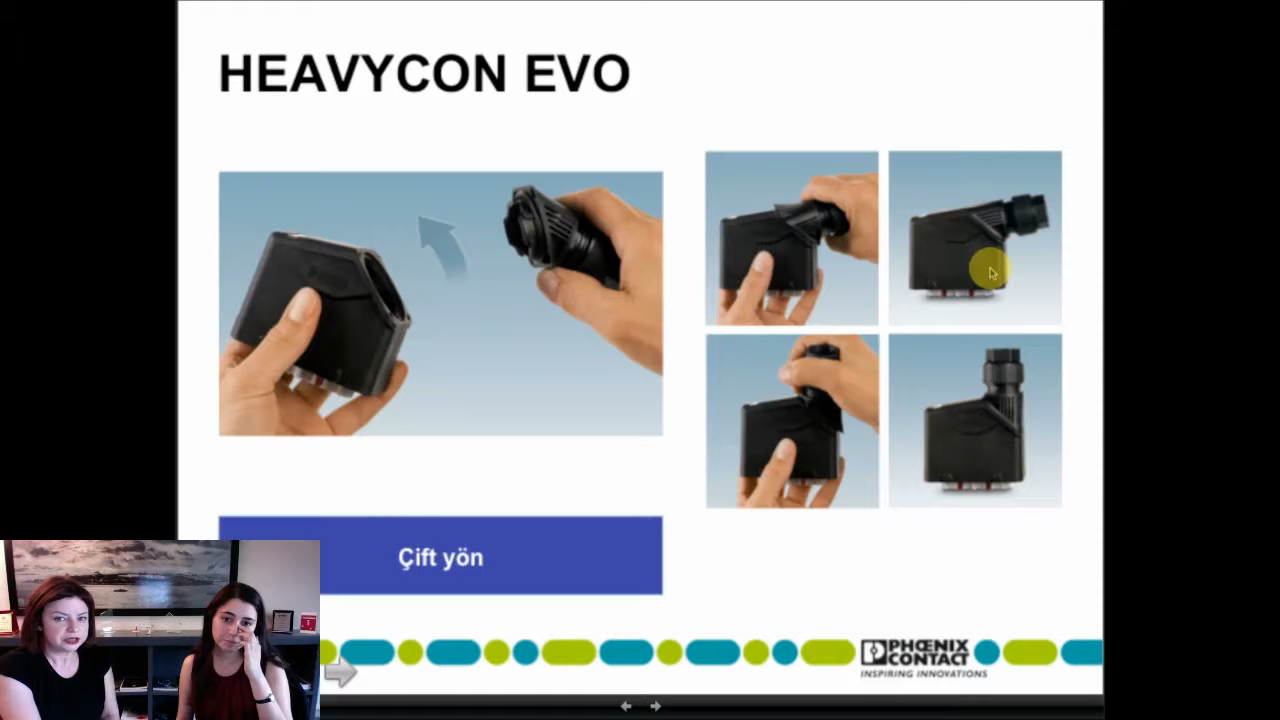 HEAVYCON EVO
Çift yön
PHŒNIX
CONTACT
INSPIRING INNOVATIONS